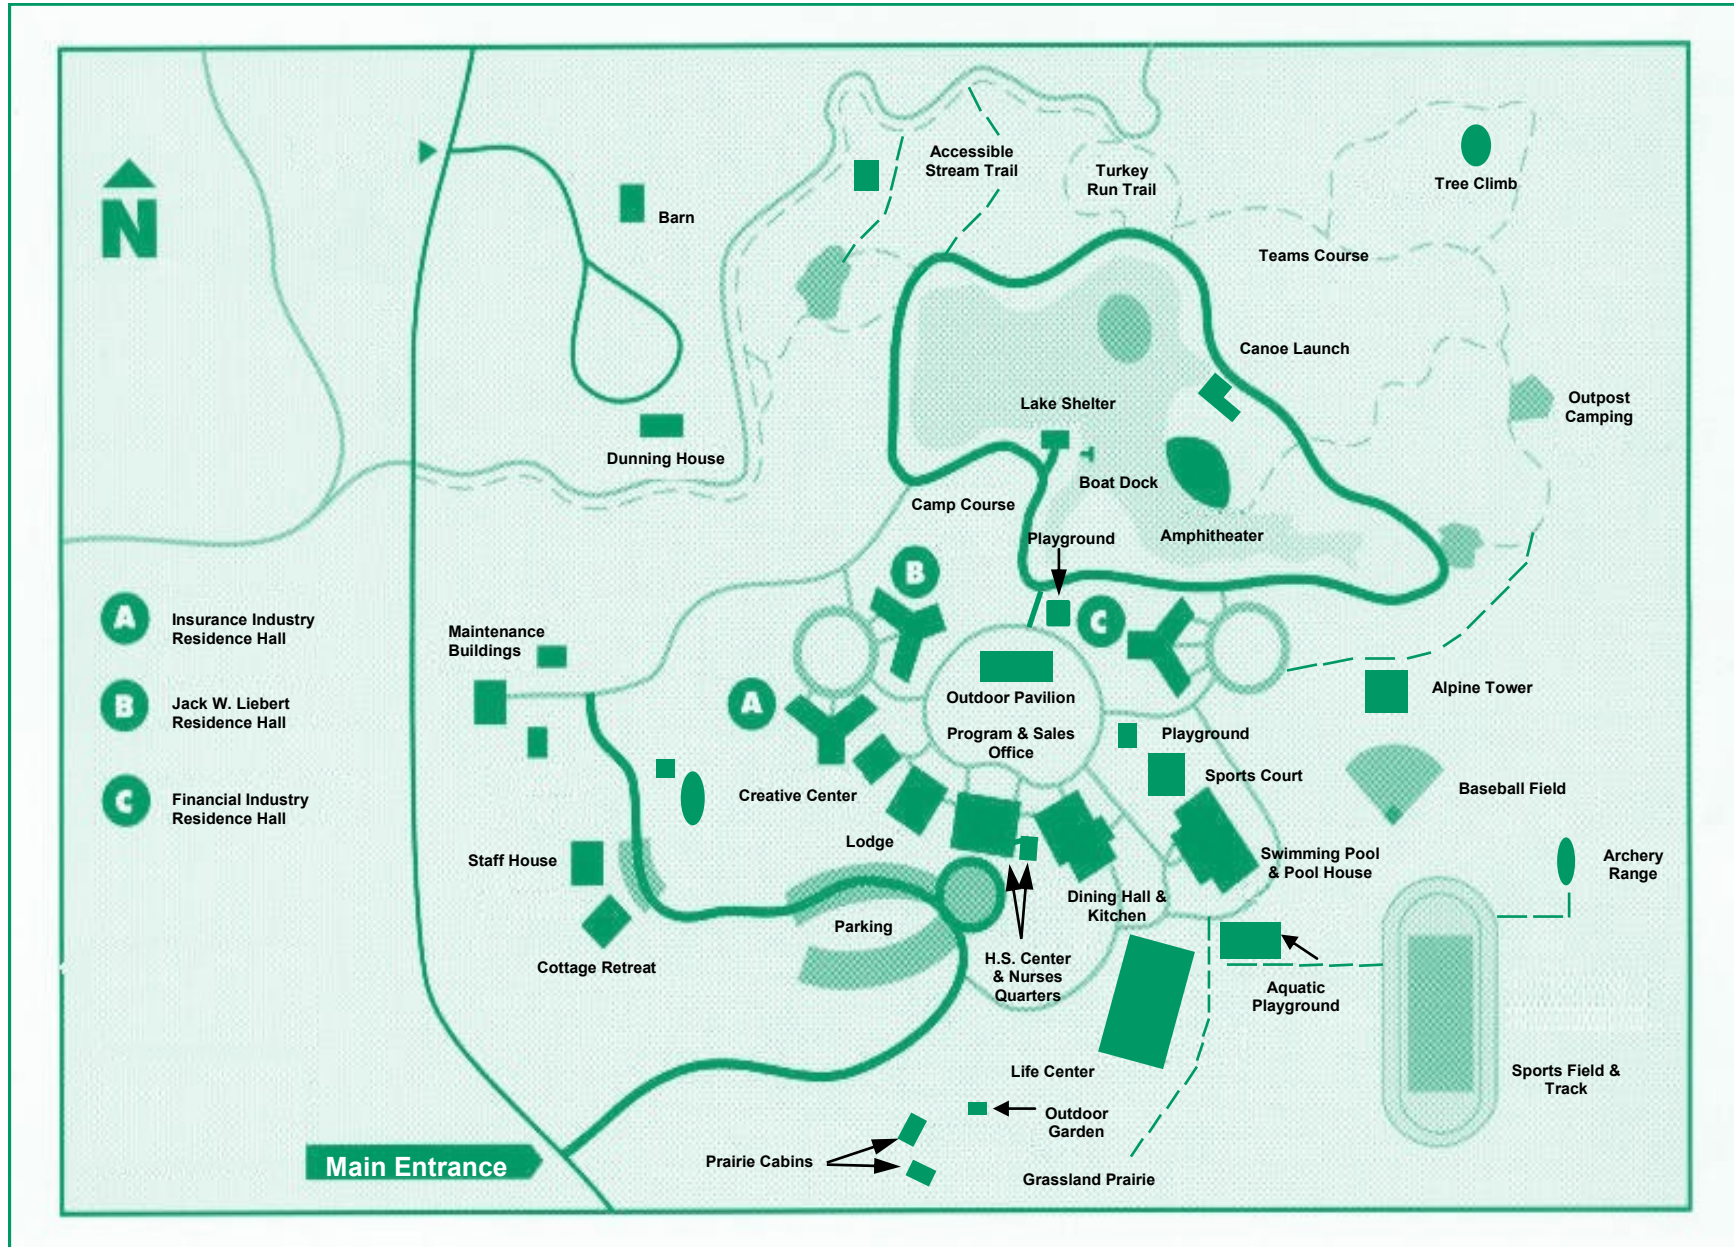 Accessible
Stream Trail
Turkey
Run Trail
Tree Climb
N
Barn
Teams Course
Canoe Launch
Lake Shelter
Outpost
Camping
Dunning House
Boat Dock
Camp Course
Amphitheater
Playground
B
A
Insurance Industry
Residence Hall
C
Maintenance
Buildings
Outdoor Pavilion
Alpine Tower
B
Jack W. Liebert
Residence Hall
A
Program & Sales
Office
Playground
Sports Court
Baseball Field
C
Financial Industry
Residence Hall
Creative Center
Lodge
Staff House
Swimming Pool
& Pool House
Archery
Range
Dining Hall &
Kitchen
Parking
Cottage Retreat
H.S. Center
& Nurses
Quarters
Aquatic
Playground
Life Center
Sports Field &
Track
Outdoor
Garden
Prairie Cabins
Main Entrance
Grassland Prairie